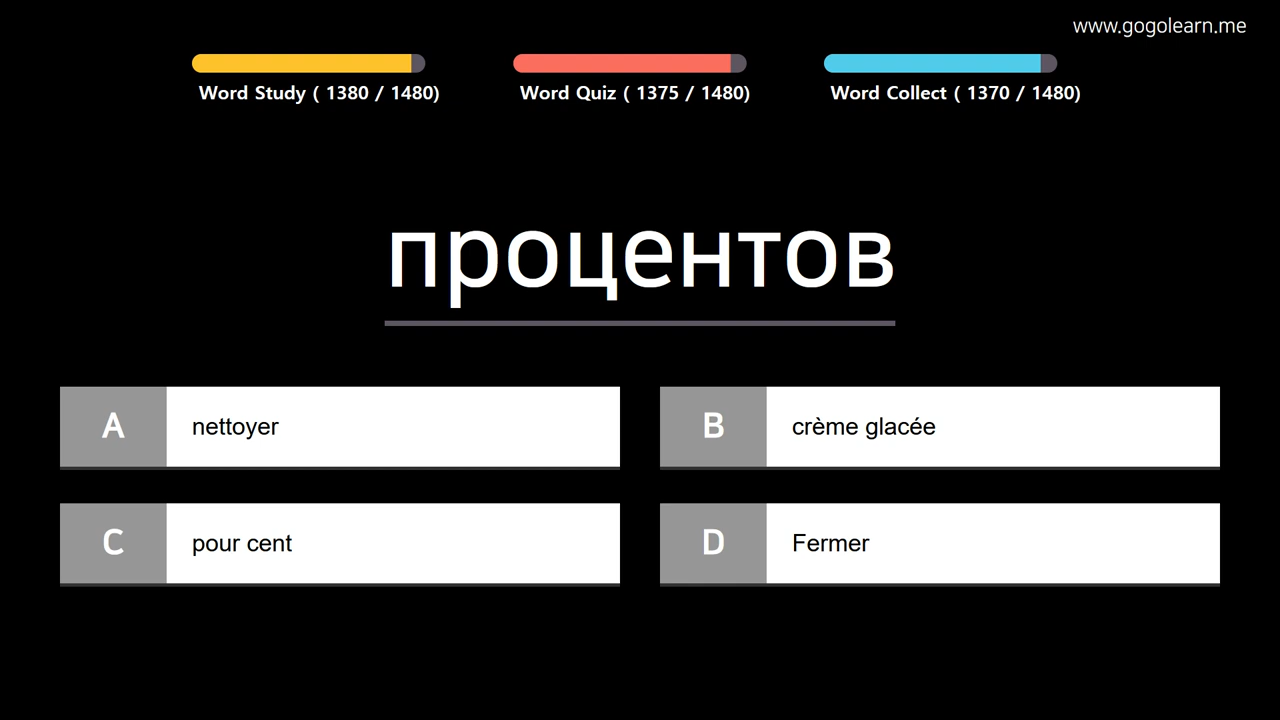 www.gogolearn.me
Word Study ( 1380 / 1480)
Word Quiz ( 1375 / 1480)
Word Collect ( 1370 / 1480)
процентов
A nettoyer
B crème glacée
C pour cent
D Fermer